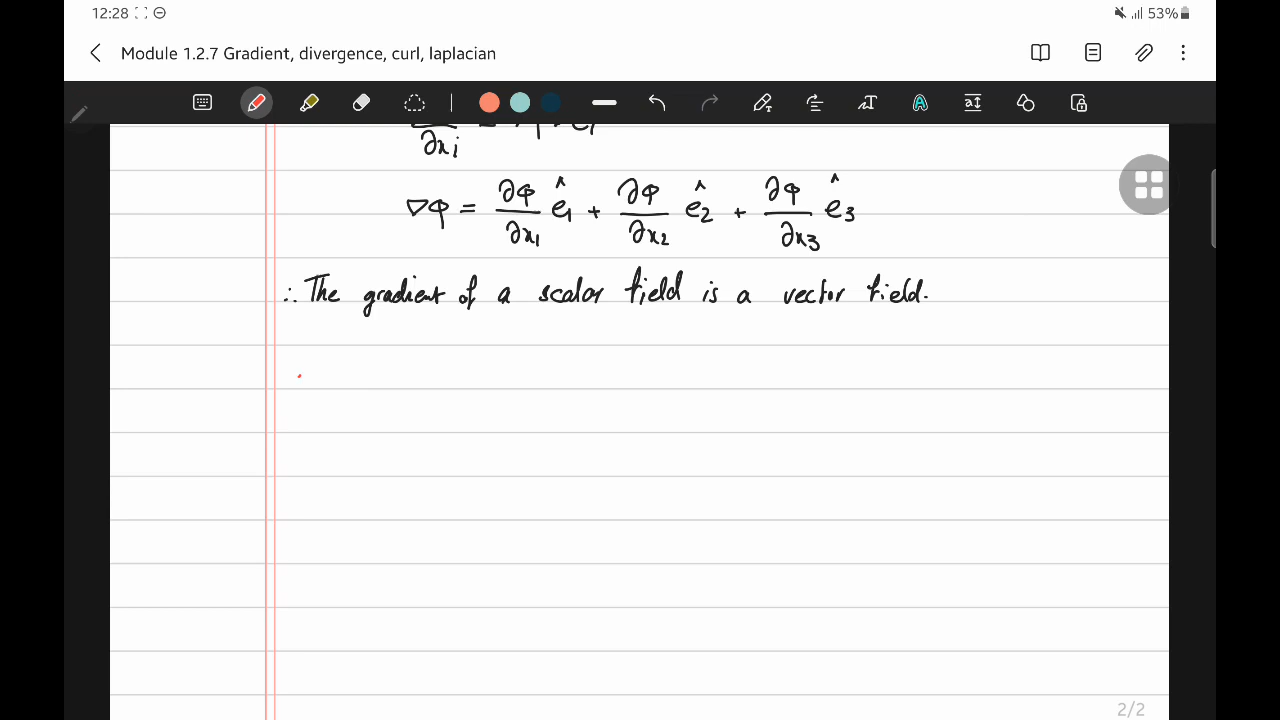 12:28
53%
Module 1.2.7 Gradient, divergence, curl, laplacian
∂xi
∇φ = ∂φ/∂x1 ê1 + ∂φ/∂x2 ê2 + ∂φ/∂x3 ê3
∴ The gradient of a scalar field is a vector field.
2/2